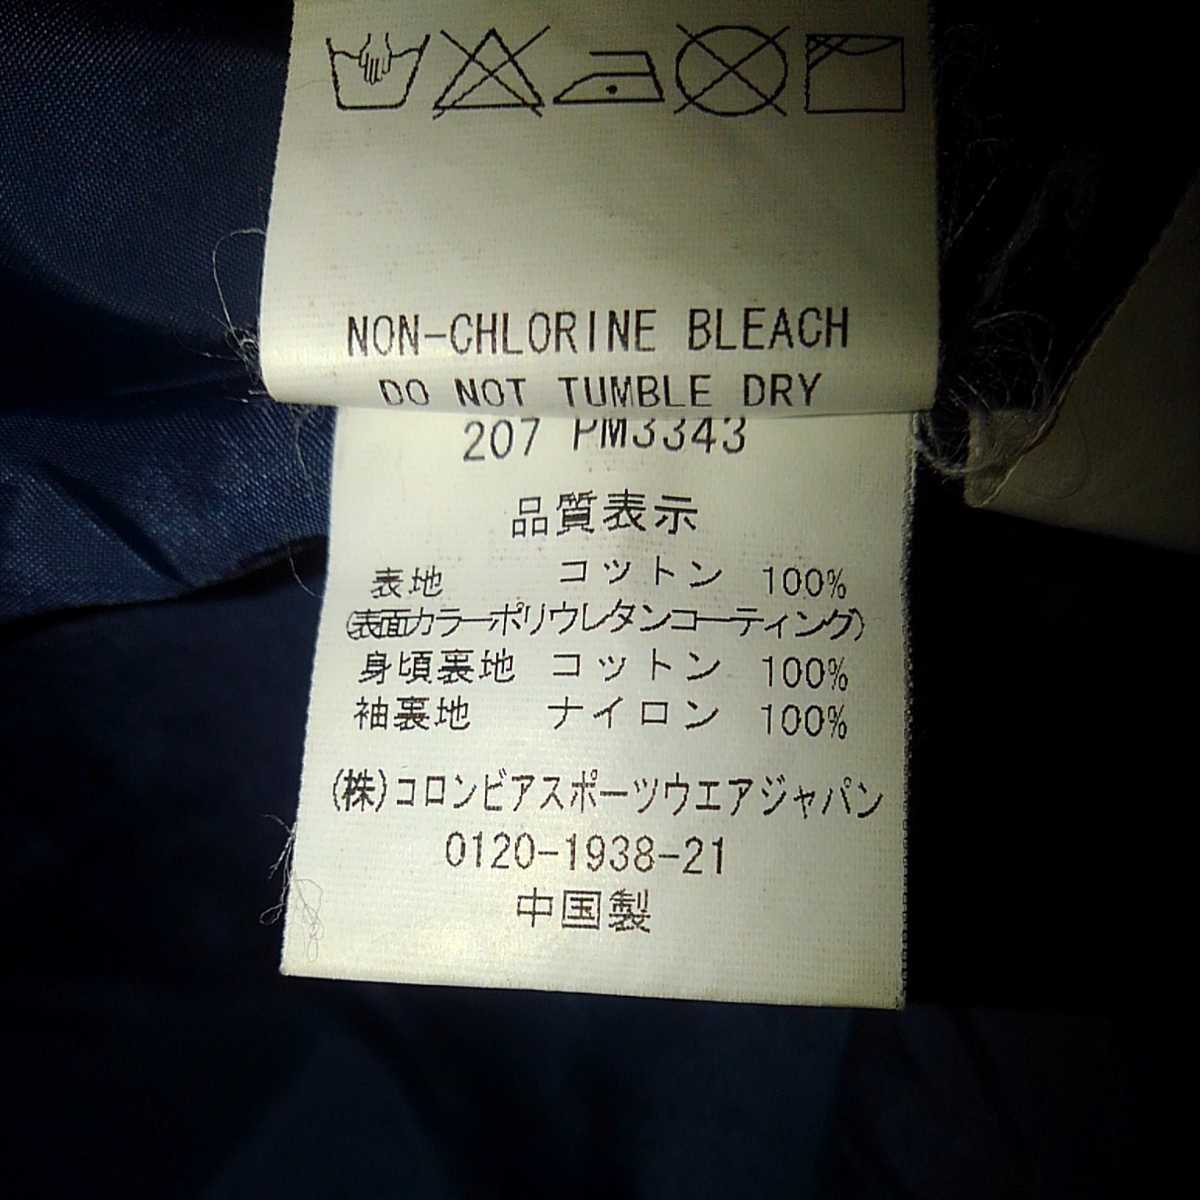 NON-CHLORINE BLEACH
DO NOT TUMBLE DRY
207 PM3343
品質表示
表地 コットン 100%
(表面カラーポリウレタンコーティング)
身頃裏地 コットン 100%
袖裏地 ナイロン 100%
(株)コロンビアスポーツウエアジャパン
0120-1938-21
中国製